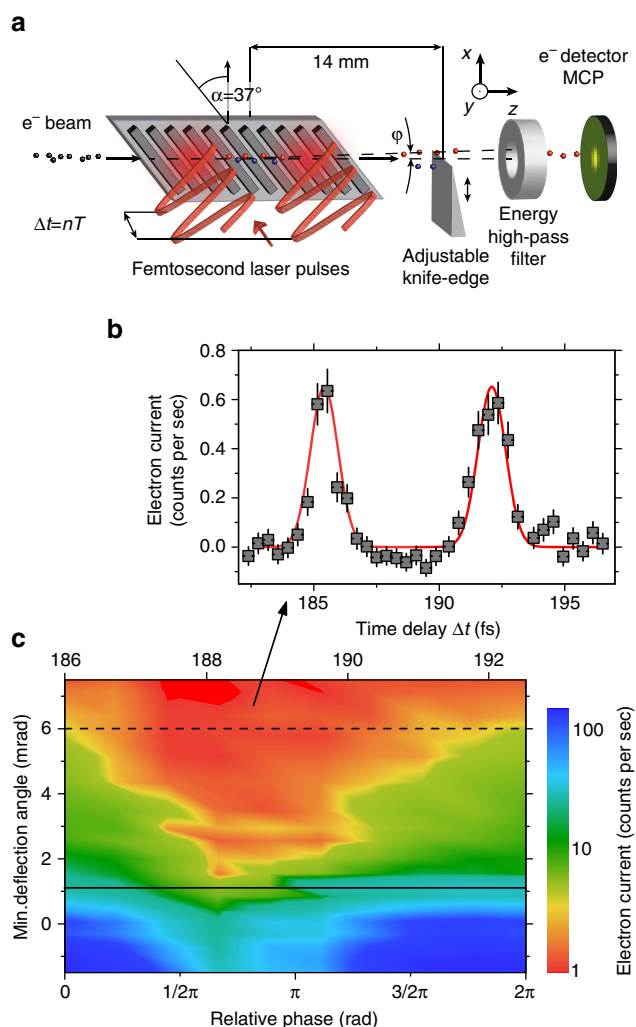 a
14 mm
α=37°
x
y
z
e⁻ detector
MCP
e⁻ beam
φ
Δt=nT
Femtosecond laser pulses
Adjustable
knife-edge
Energy
high-pass
filter
b
Electron current
(counts per sec)
0.8
0.6
0.4
0.2
0.0
185
190
195
Time delay Δt (fs)
c
186
188
190
192
Min.deflection angle (mrad)
6
4
2
0
0
1/2π
π
3/2π
2π
Relative phase (rad)
100
10
1
Electron current (counts per sec)